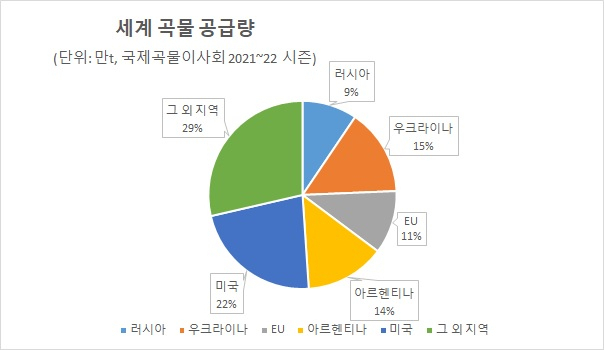 세계 곡물 공급량
(단위: 만t, 국제곡물이사회 2021~22 시즌)
러시아
9%
우크라이나
15%
EU
11%
아르헨티나
14%
미국
22%
그 외 지역
29%
러시아 우크라이나 EU 아르헨티나 미국 그 외 지역